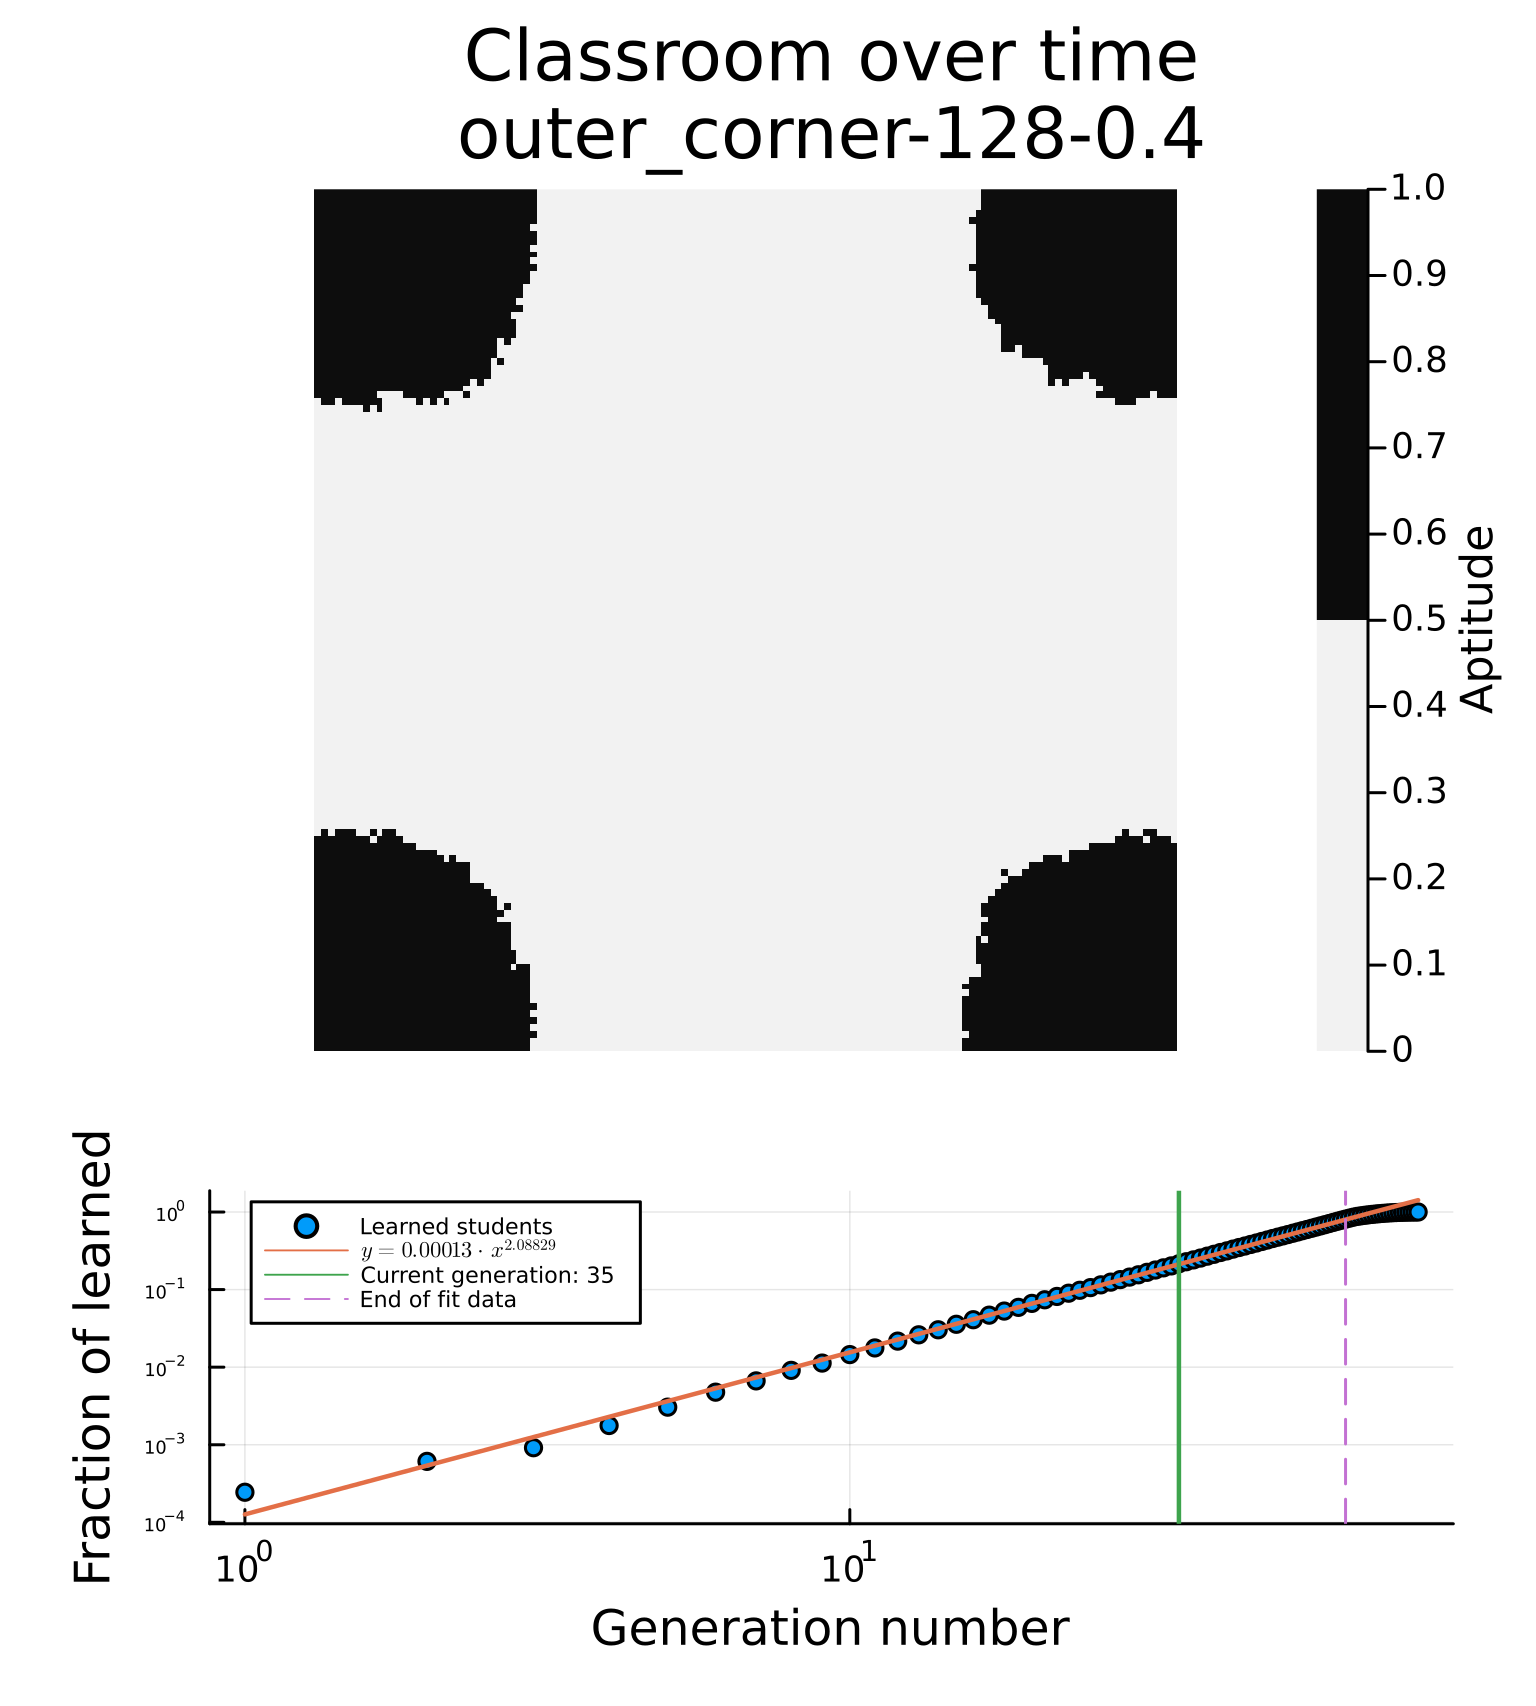 Classroom over time
outer_corner-128-0.4
1.0
0.9
0.8
0.7
0.6
0.5
0.4
0.3
0.2
0.1
0
Aptitude
Fraction of learned
10^0
10^-1
10^-2
10^-3
10^-4
Learned students
y = 0.00013 · x^2.08829
Current generation: 35
End of fit data
10^0
10^1
Generation number